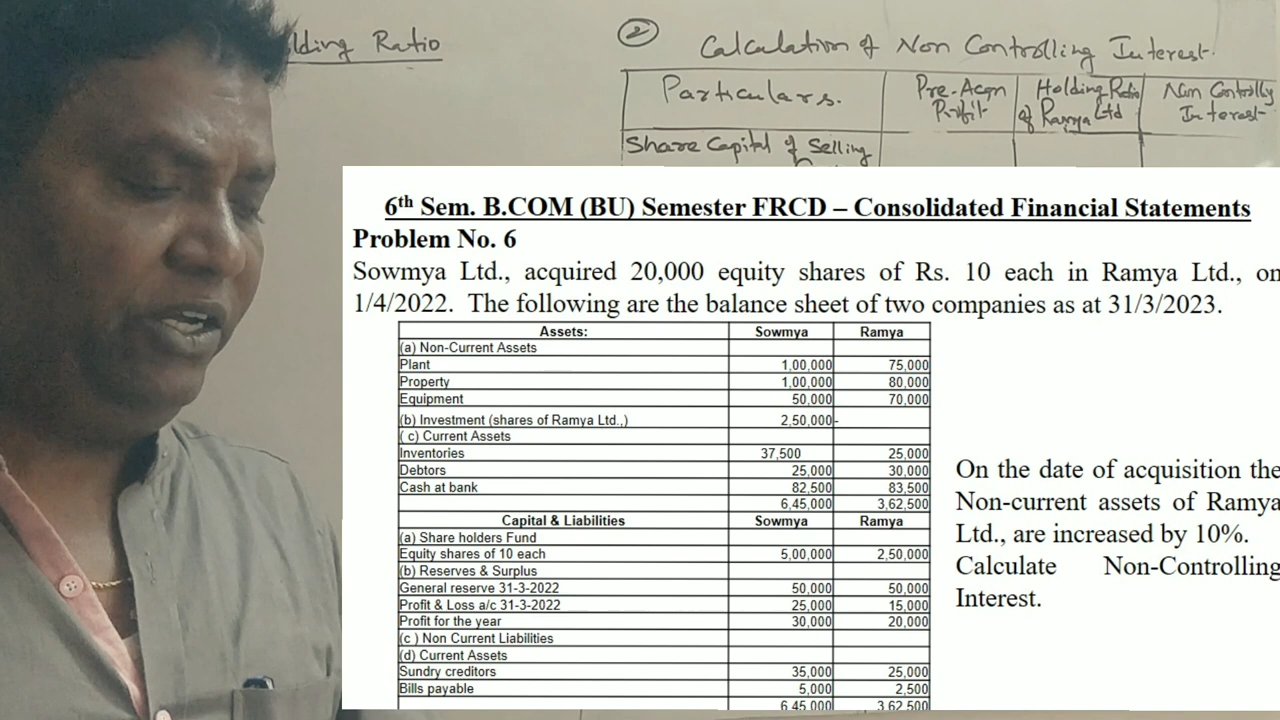 lding Ratio
② Calculation of Non Controlling Interest.
Particulars. Pre-Acqn Profit Holding Ratio of Ramya Ltd Non Controlling Interest
Share Capital of Selling
6th Sem. B.COM (BU) Semester FRCD – Consolidated Financial Statements
Problem No. 6
Sowmya Ltd., acquired 20,000 equity shares of Rs. 10 each in Ramya Ltd., on
1/4/2022. The following are the balance sheet of two companies as at 31/3/2023.
Assets: Sowmya Ramya
(a) Non-Current Assets
Plant 1,00,000 75,000
Property 1,00,000 80,000
Equipment 50,000 70,000
(b) Investment (shares of Ramya Ltd.,) 2,50,000 -
( c) Current Assets
Inventories 37,500 25,000
Debtors 25,000 30,000
Cash at bank 82,500 83,500
6,45,000 3,62,500
Capital & Liabilities Sowmya Ramya
(a) Share holders Fund
Equity shares of 10 each 5,00,000 2,50,000
(b) Reserves & Surplus
General reserve 31-3-2022 50,000 50,000
Profit & Loss a/c 31-3-2022 25,000 15,000
Profit for the year 30,000 20,000
(c ) Non Current Liabilities
(d) Current Assets
Sundry creditors 35,000 25,000
Bills payable 5,000 2,500
6,45,000 3,62,500
On the date of acquisition the
Non-current assets of Ramya
Ltd., are increased by 10%.
Calculate Non-Controlling
Interest.